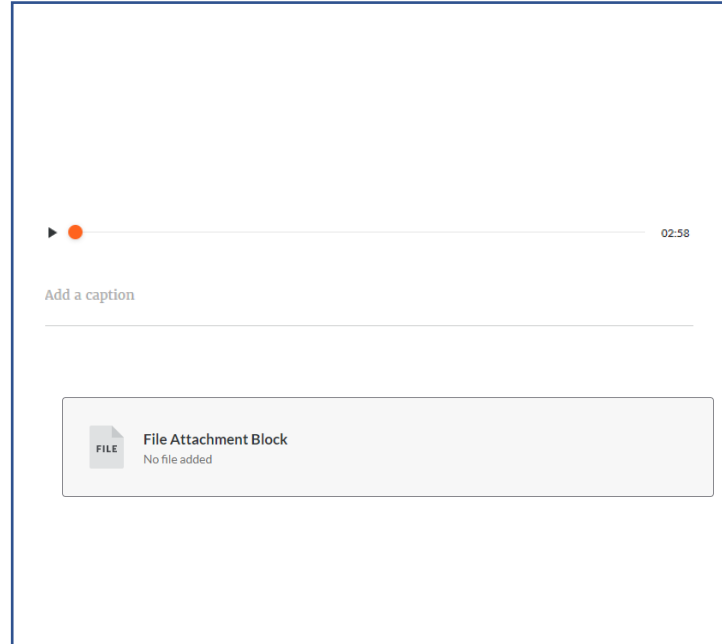 02:58
Add a caption
FILE
File Attachment Block
No file added